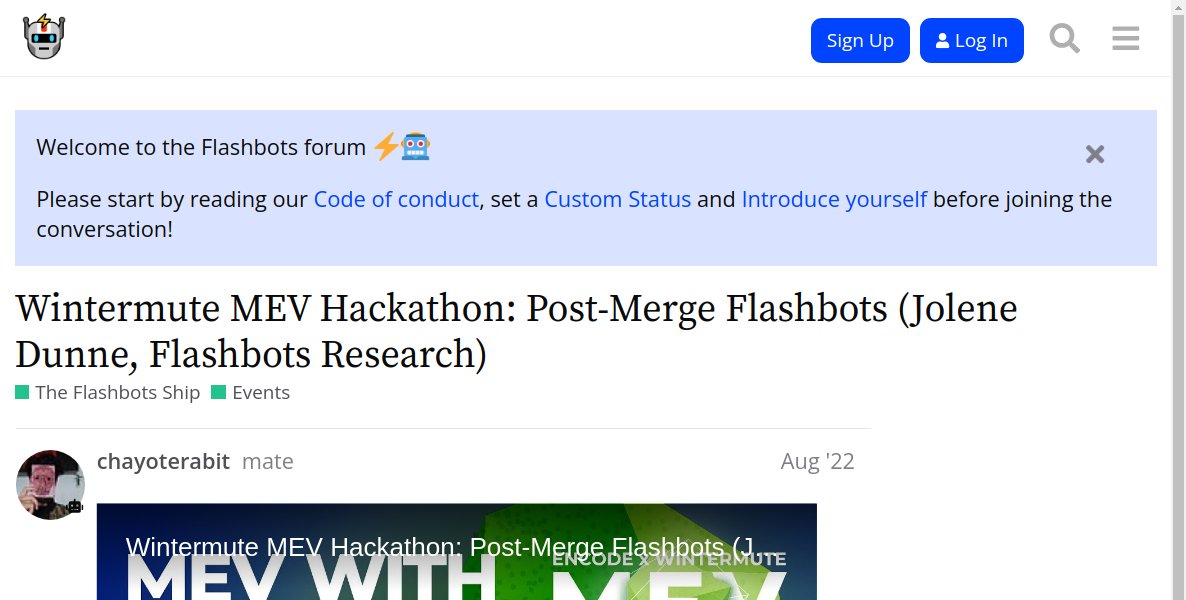 Sign Up
Log In
Welcome to the Flashbots forum
Please start by reading our Code of conduct, set a Custom Status and Introduce yourself before joining the
conversation!
Wintermute MEV Hackathon: Post-Merge Flashbots (Jolene
Dunne, Flashbots Research)
The Flashbots Ship Events
chayoterabit mate Aug '22
Wintermute MEV Hackathon: Post-Merge Flashbots (J...
ENCODE X WINTERMUTE
MEV WITH
MEV